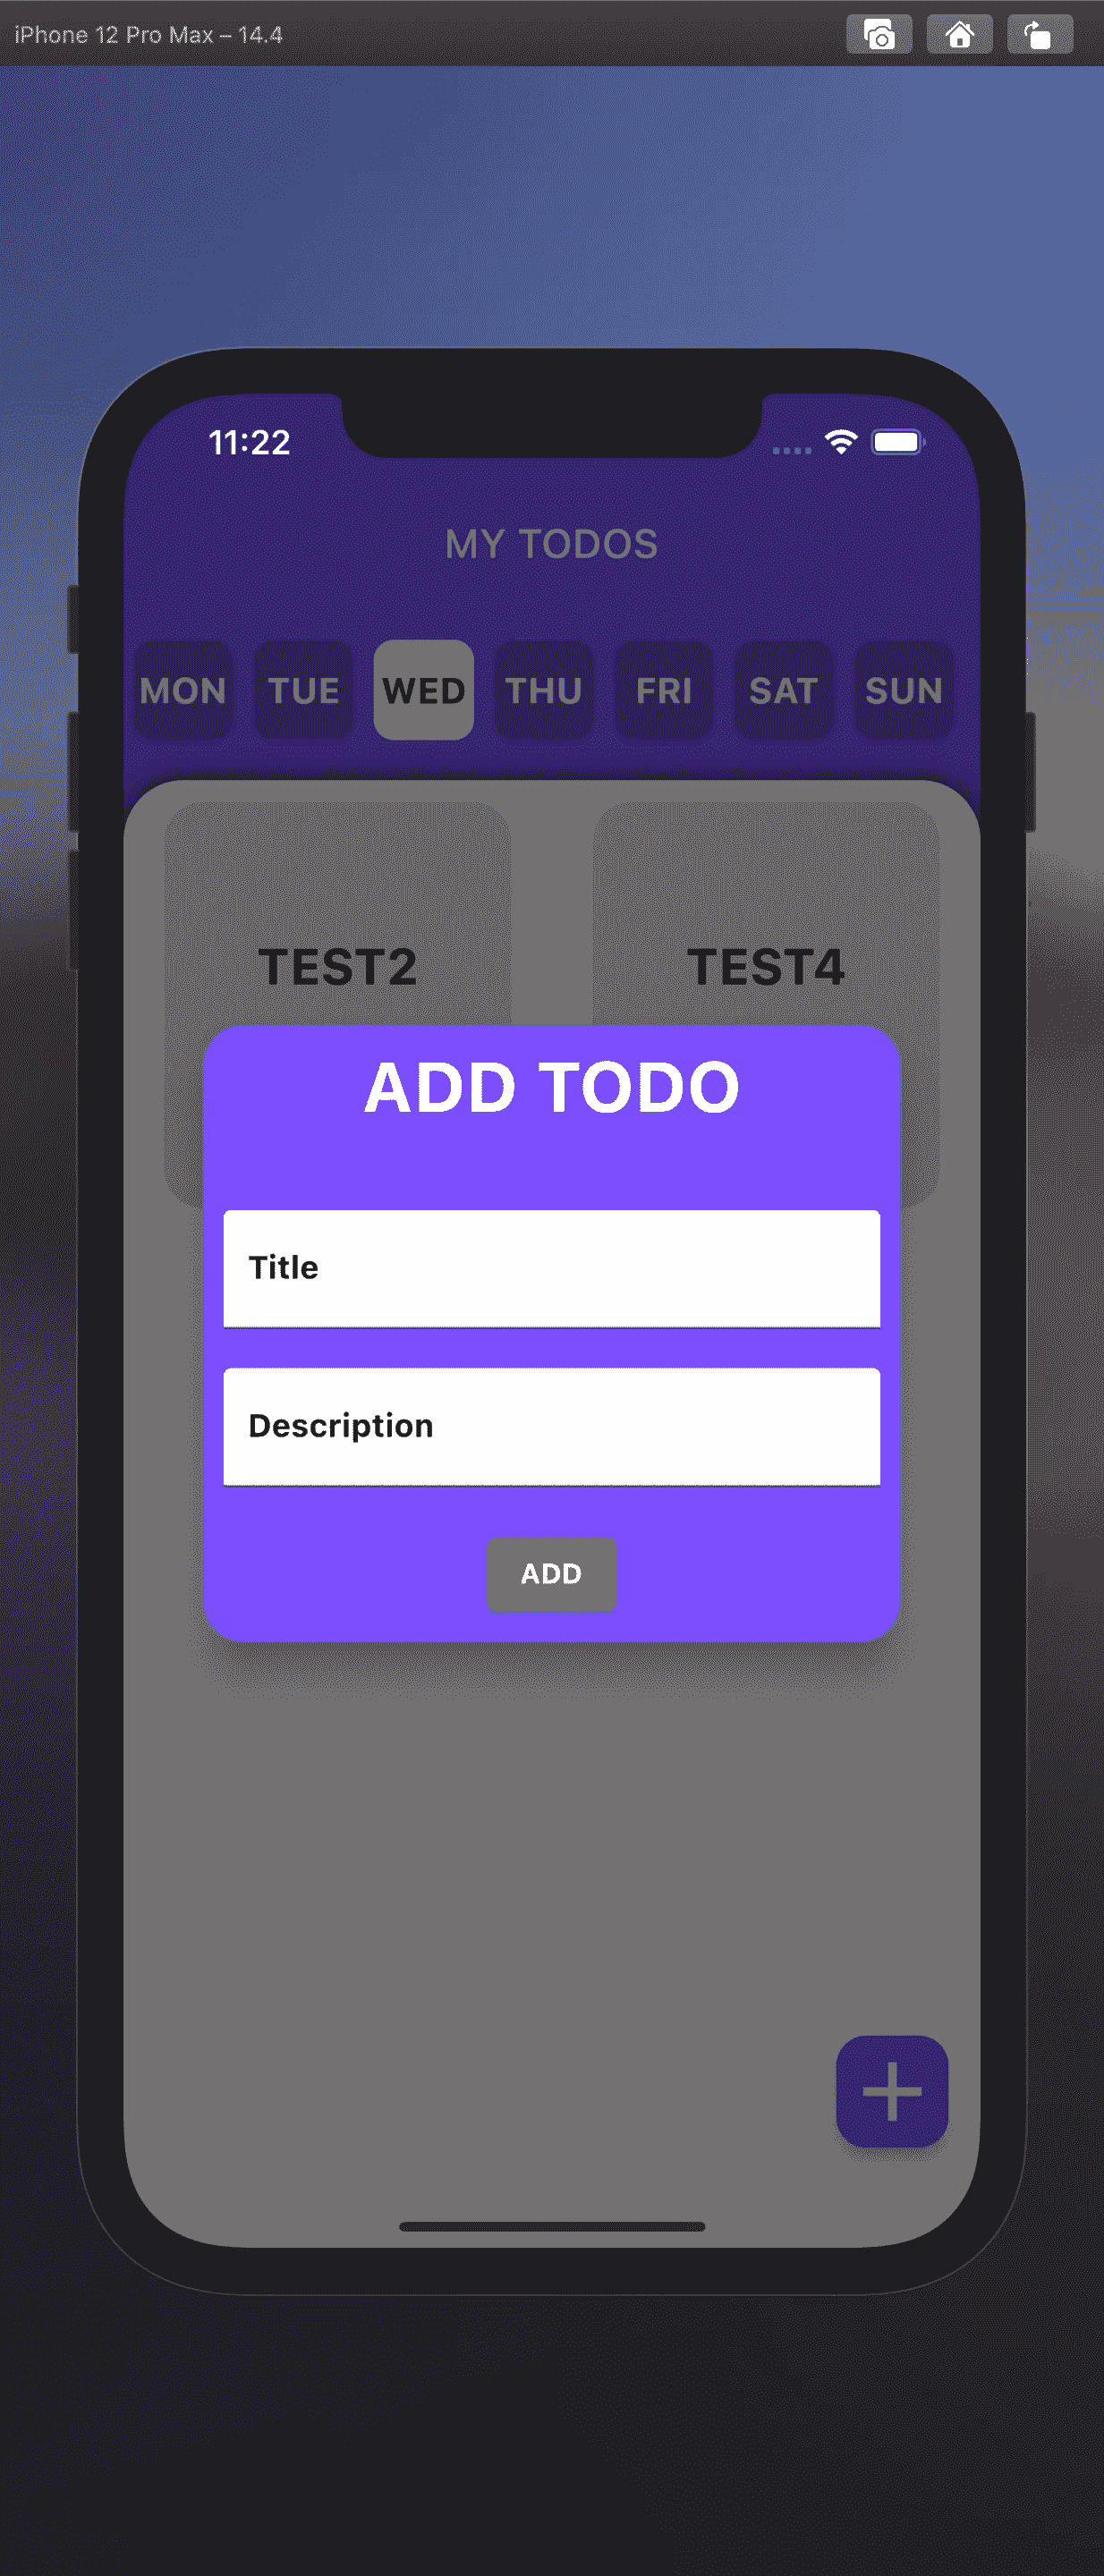 iPhone 12 Pro Max – 14.4
11:22
MY TODOS
MON TUE WED THU FRI SAT SUN
TEST2 TEST4
ADD TODO
Title
Description
ADD